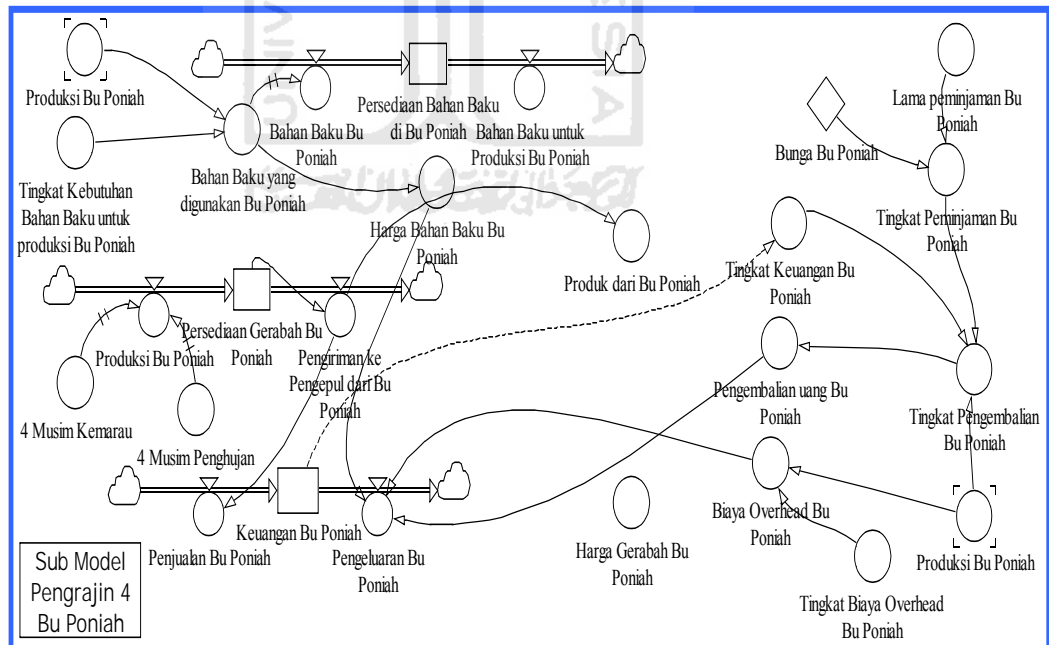 Produksi Bu Poniah
Tingkat Kebutuhan
Bahan Baku untuk
produksi Bu Poniah
Bahan Baku yang
digunakan Bu Poniah
Bahan Baku Bu
Poniah
Persediaan Bahan Baku
di Bu Poniah
Bahan Baku untuk
Produksi Bu Poniah
Harga Bahan Baku Bu
Poniah
Produk dari Bu Poniah
Lama peminjaman Bu
Poniah
Bunga Bu Poniah
Tingkat Peminjaman Bu
Poniah
Tingkat Keuangan Bu
Poniah
Produksi Bu Poniah
Persediaan Gerabah Bu
Poniah
Pengiriman ke
Pengepul dari Bu
Poniah
4 Musim Kemarau
4 Musim Penghujan
Pengembalian uang Bu
Poniah
Tingkat Pengembalian
Bu Poniah
Penjualan Bu Poniah
Keuangan Bu Poniah
Pengeluaran Bu
Poniah
Harga Gerabah Bu
Poniah
Biaya Overhead Bu
Poniah
Produksi Bu Poniah
Tingkat Biaya Overhead
Bu Poniah
Sub Model
Pengrajin 4
Bu Poniah